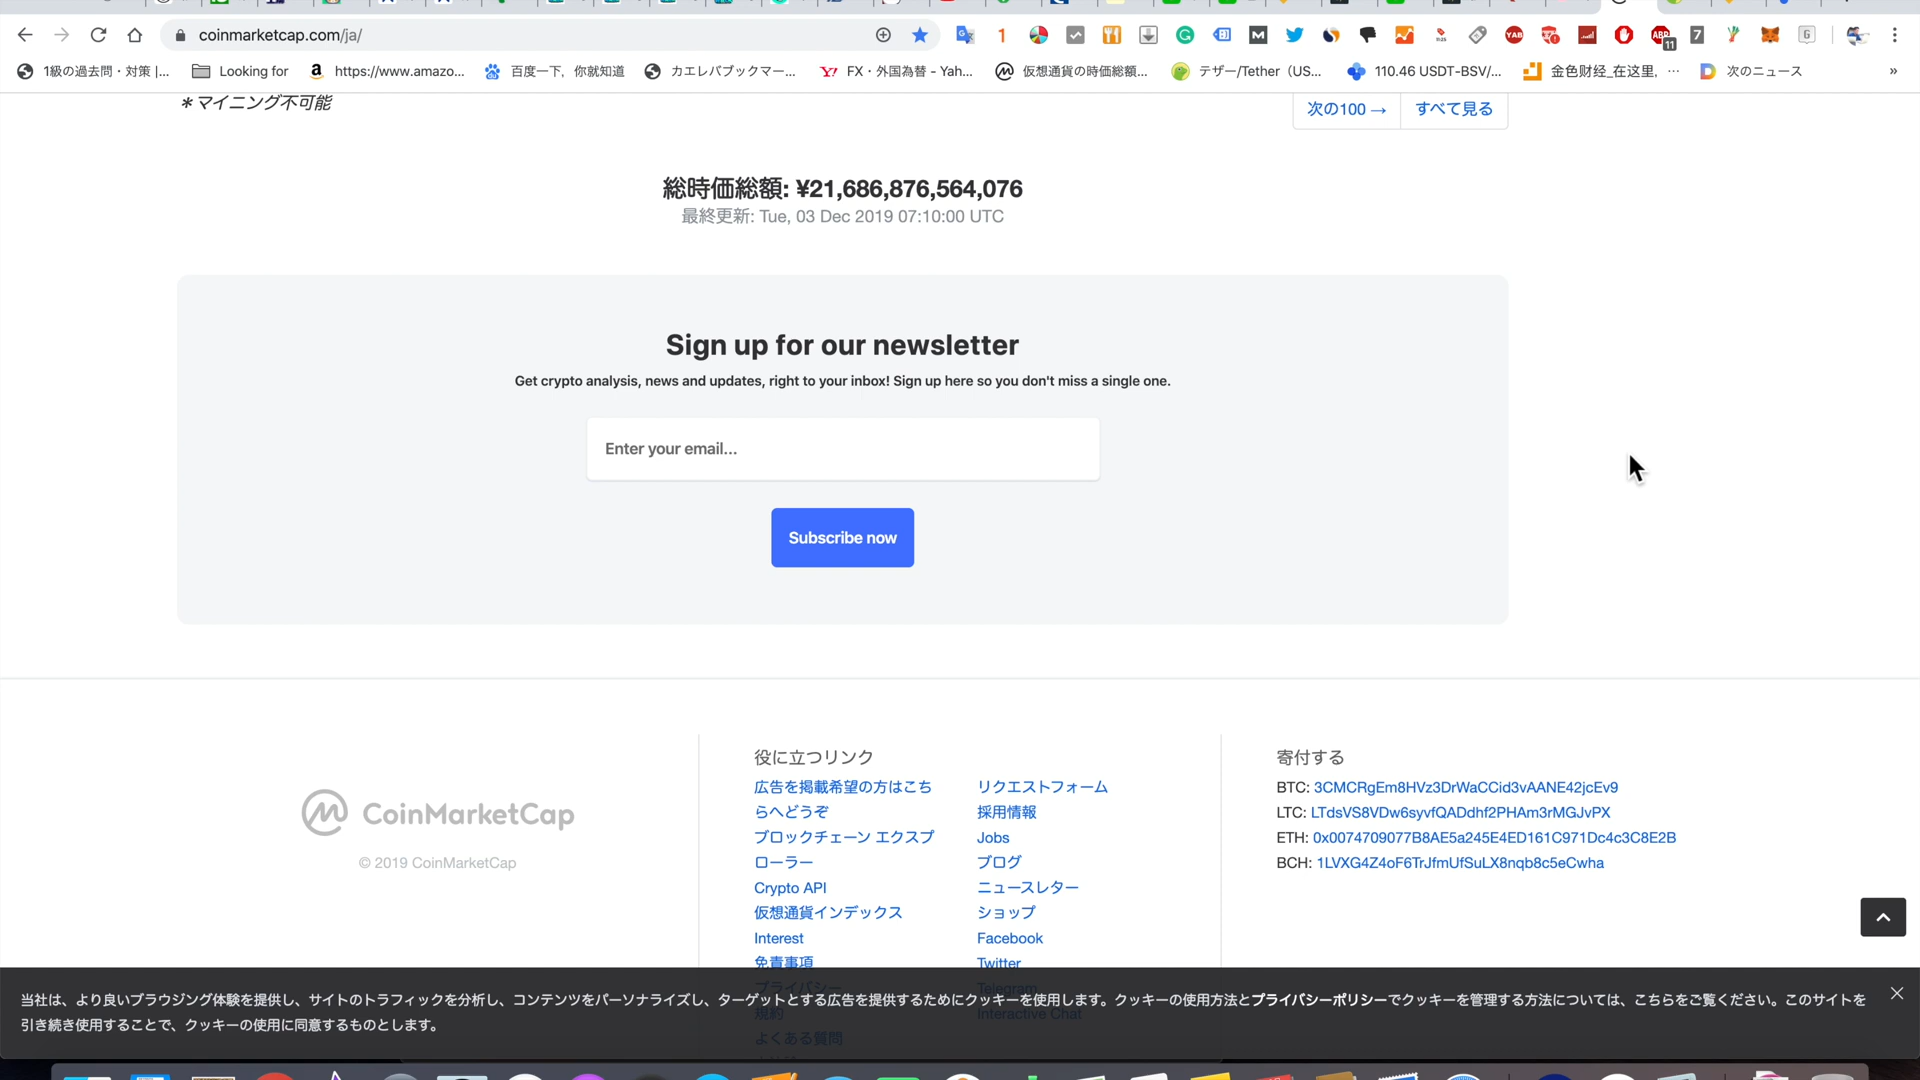 coinmarketcap.com/ja/
1級の過去問・対策 |...
Looking for
https://www.amazo...
百度一下，你就知道
カエレバブックマー...
FX・外国為替 - Yah...
仮想通貨の時価総額...
テザー/Tether（US...
110.46 USDT-BSV/...
金色财经_在这里, ...
次のニュース
»
＊マイニング不可能
次の100 →
すべて見る
総時価総額: ¥21,686,876,564,076
最終更新: Tue, 03 Dec 2019 07:10:00 UTC
Sign up for our newsletter
Get crypto analysis, news and updates, right to your inbox! Sign up here so you don't miss a single one.
Enter your email...
Subscribe now
CoinMarketCap
© 2019 CoinMarketCap
役に立つリンク
広告を掲載希望の方はこち
らへどうぞ
ブロックチェーン エクスプ
ローラー
Crypto API
仮想通貨インデックス
Interest
免責事項
プライバシー
規約
よくある質問
リクエストフォーム
採用情報
Jobs
ブログ
ニュースレター
ショップ
Facebook
Twitter
Telegram
Interactive Chat
寄付する
BTC: 3CMCRgEm8HVz3DrWaCCid3vAANE42jcEv9
LTC: LTdsVS8VDw6syvfQADdhf2PHAm3rMGJvPX
ETH: 0x0074709077B8AE5a245E4ED161C971Dc4c3C8E2B
BCH: 1LVXG4Z4oF6TrJfmUfSuLX8nqb8c5eCwha
当社は、より良いブラウジング体験を提供し、サイトのトラフィックを分析し、コンテンツをパーソナライズし、ターゲットとする広告を提供するためにクッキーを使用します。クッキーの使用方法とプライバシーポリシーでクッキーを管理する方法については、こちらをご覧ください。このサイトを
引き続き使用することで、クッキーの使用に同意するものとします。